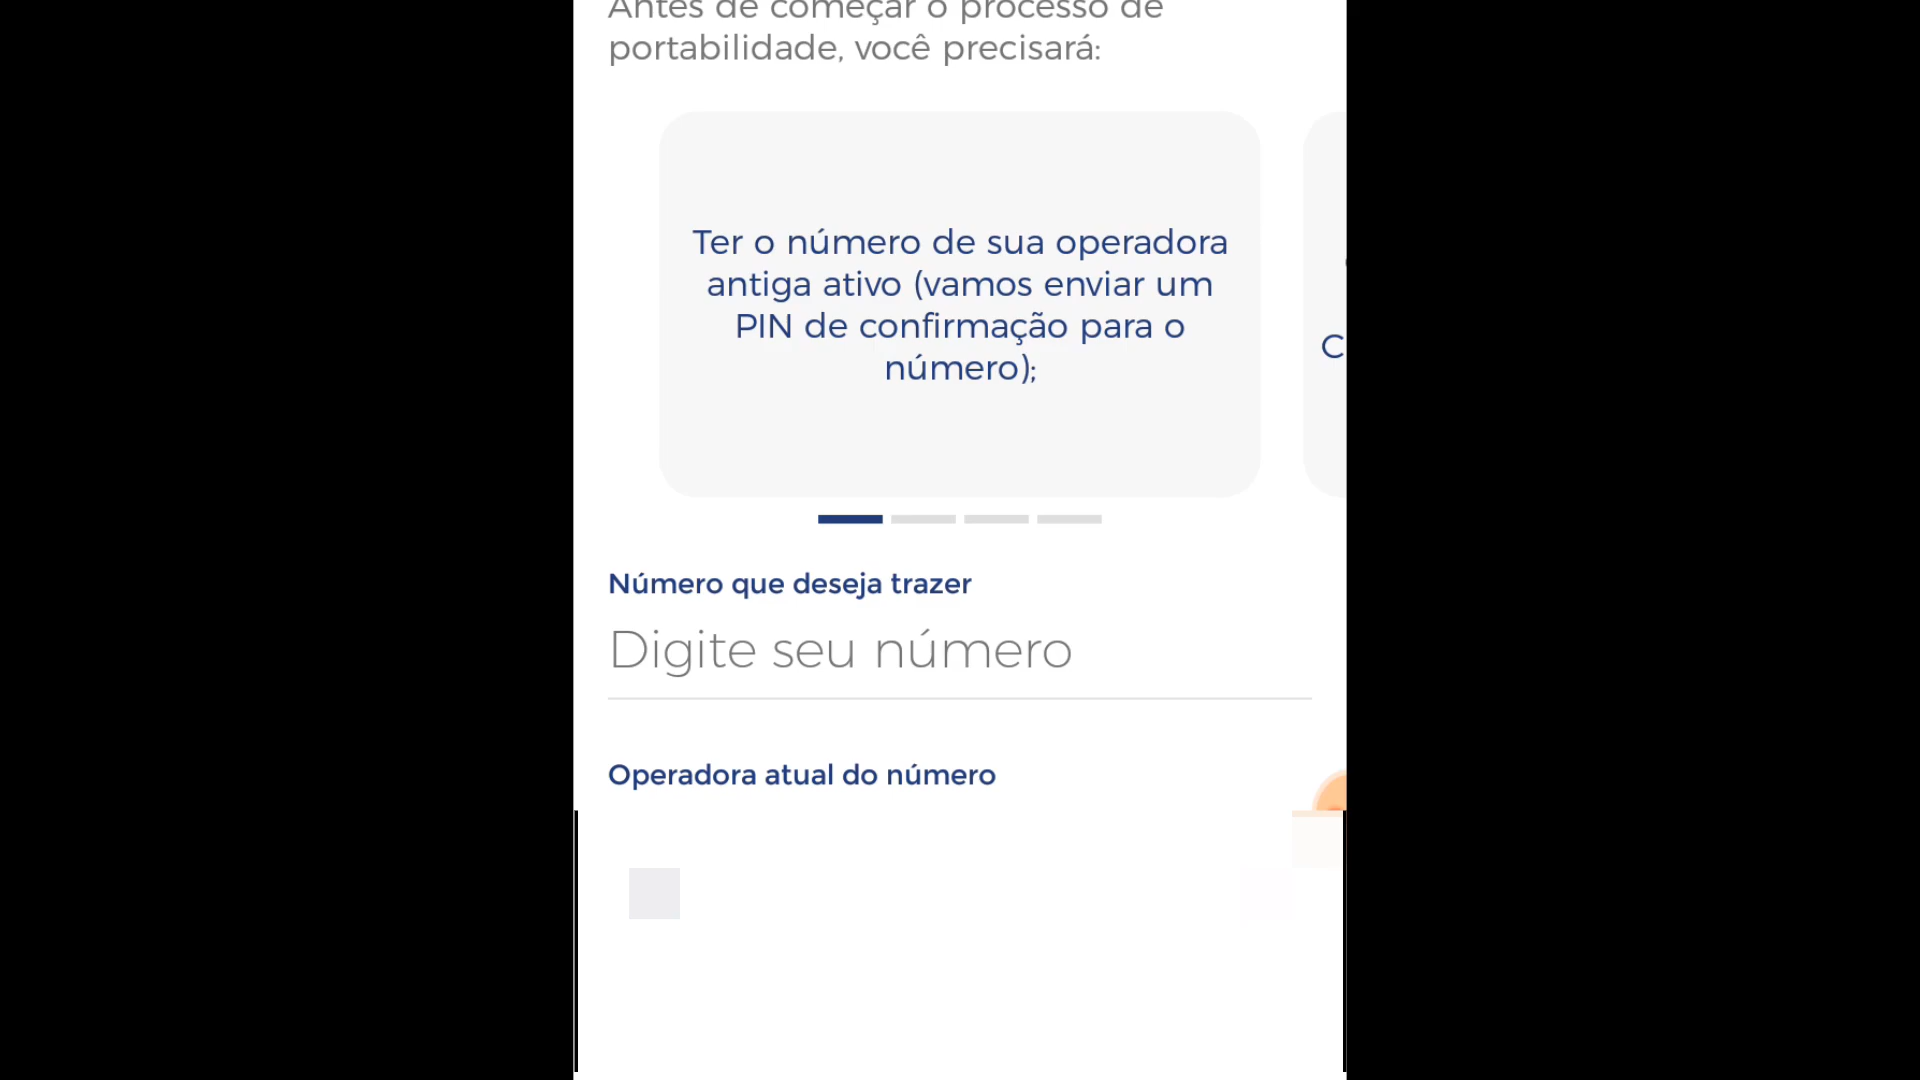 Antes de começar o processo de
portabilidade, você precisará:
Ter o número de sua operadora
antiga ativo (vamos enviar um
PIN de confirmação para o
número);
C
Número que deseja trazer
Digite seu número
Operadora atual do número